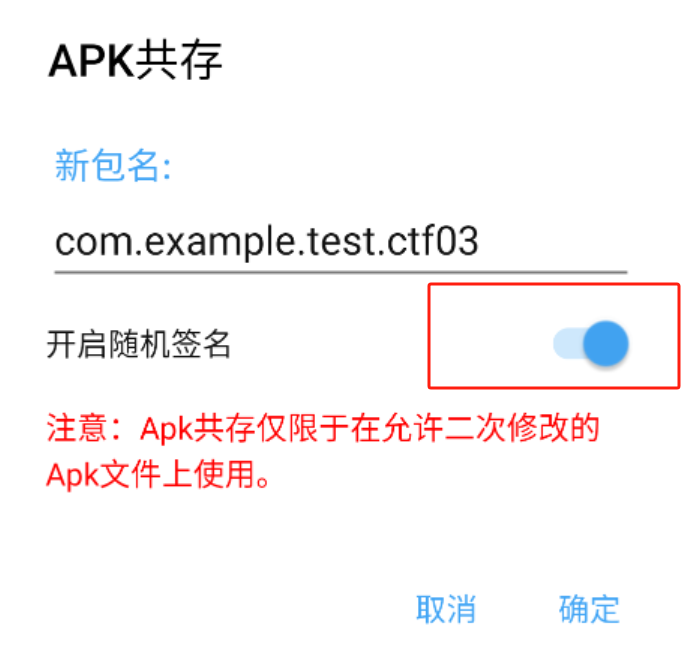 APK共存
新包名:
com.example.test.ctf03
开启随机签名
注意：Apk共存仅限于在允许二次修改的
Apk文件上使用。
取消 确定